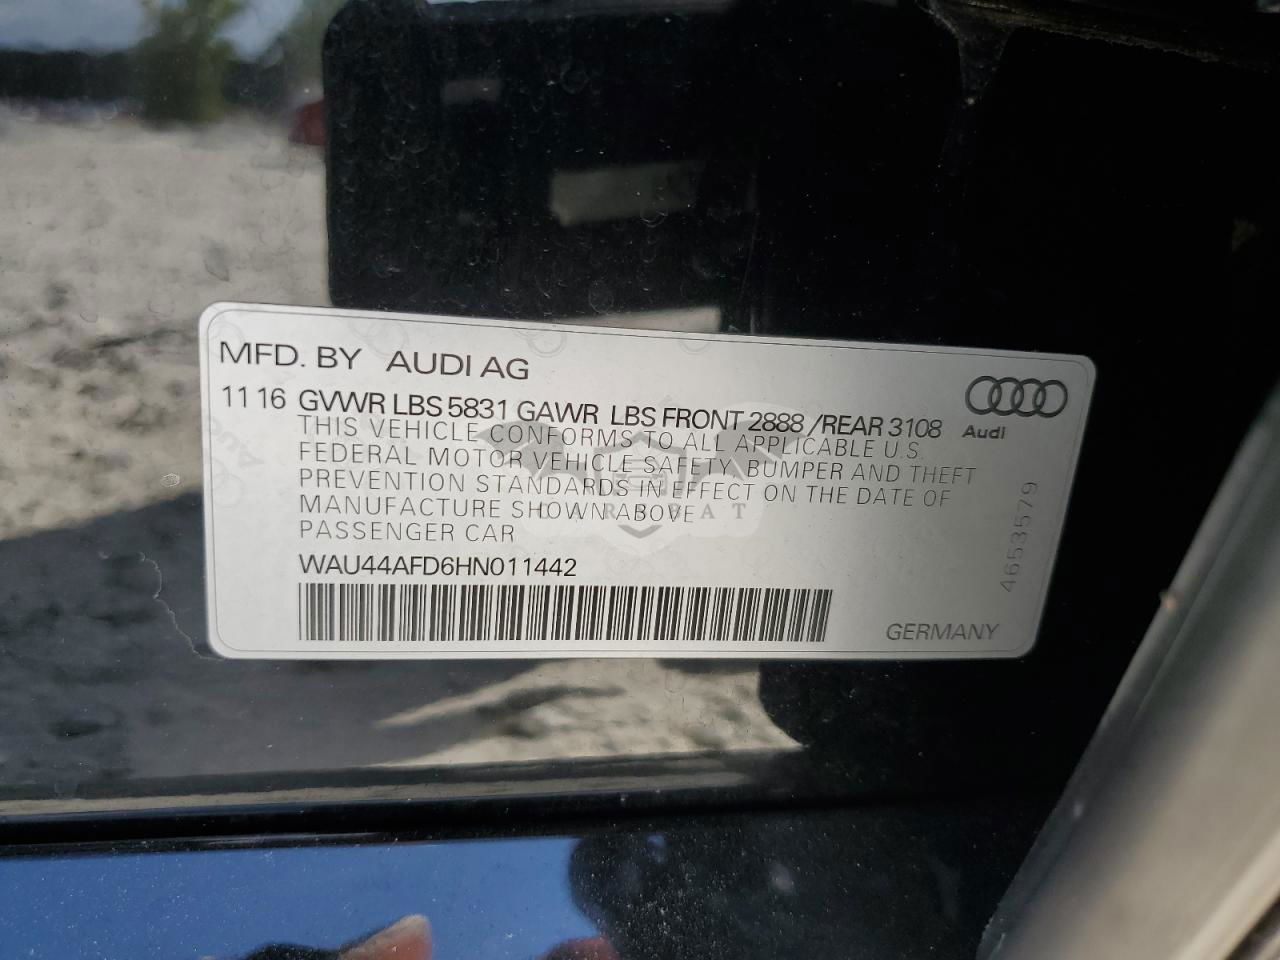 MFD. BY AUDI AG
11 16 GVWR LBS 5831 GAWR LBS FRONT 2888 /REAR 3108
Audi
THIS VEHICLE CONFORMS TO ALL APPLICABLE U.S.
FEDERAL MOTOR VEHICLE SAFETY, BUMPER AND THEFT
PREVENTION STANDARDS IN EFFECT ON THE DATE OF
MANUFACTURE SHOWN ABOVE
PASSENGER CAR
WAU44AFD6HN011442
GERMANY
4653579